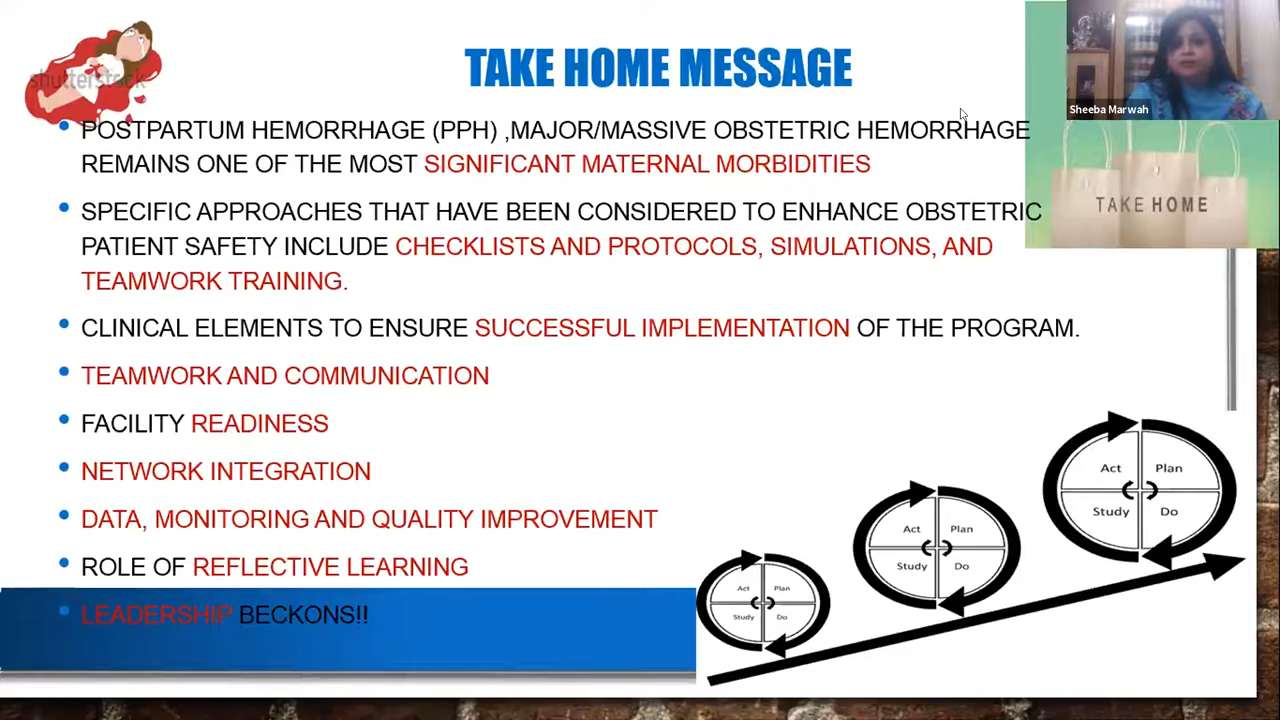 shutterstock
TAKE HOME MESSAGE
Sheeba Marwah
POSTPARTUM HEMORRHAGE (PPH) ,MAJOR/MASSIVE OBSTETRIC HEMORRHAGE
REMAINS ONE OF THE MOST SIGNIFICANT MATERNAL MORBIDITIES
TAKE HOME
SPECIFIC APPROACHES THAT HAVE BEEN CONSIDERED TO ENHANCE OBSTETRIC
PATIENT SAFETY INCLUDE CHECKLISTS AND PROTOCOLS, SIMULATIONS, AND
TEAMWORK TRAINING.
CLINICAL ELEMENTS TO ENSURE SUCCESSFUL IMPLEMENTATION OF THE PROGRAM.
TEAMWORK AND COMMUNICATION
FACILITY READINESS
NETWORK INTEGRATION
DATA, MONITORING AND QUALITY IMPROVEMENT
ROLE OF REFLECTIVE LEARNING
LEADERSHIP BECKONS!!
Act Plan
Study Do
Act Plan
Study Do
Act Plan
Study Do